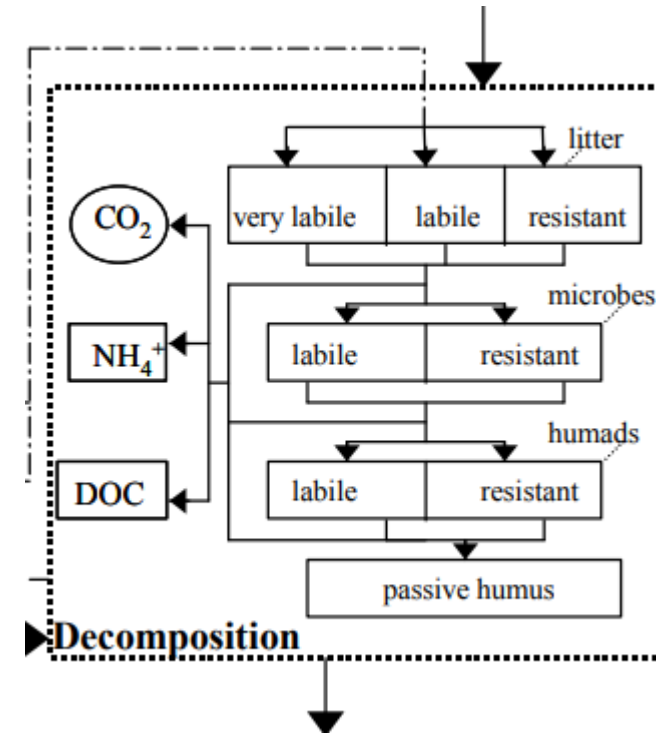 litter
very labile labile resistant
CO₂
microbes
labile resistant
NH₄⁺
humads
labile resistant
DOC
passive humus
Decomposition